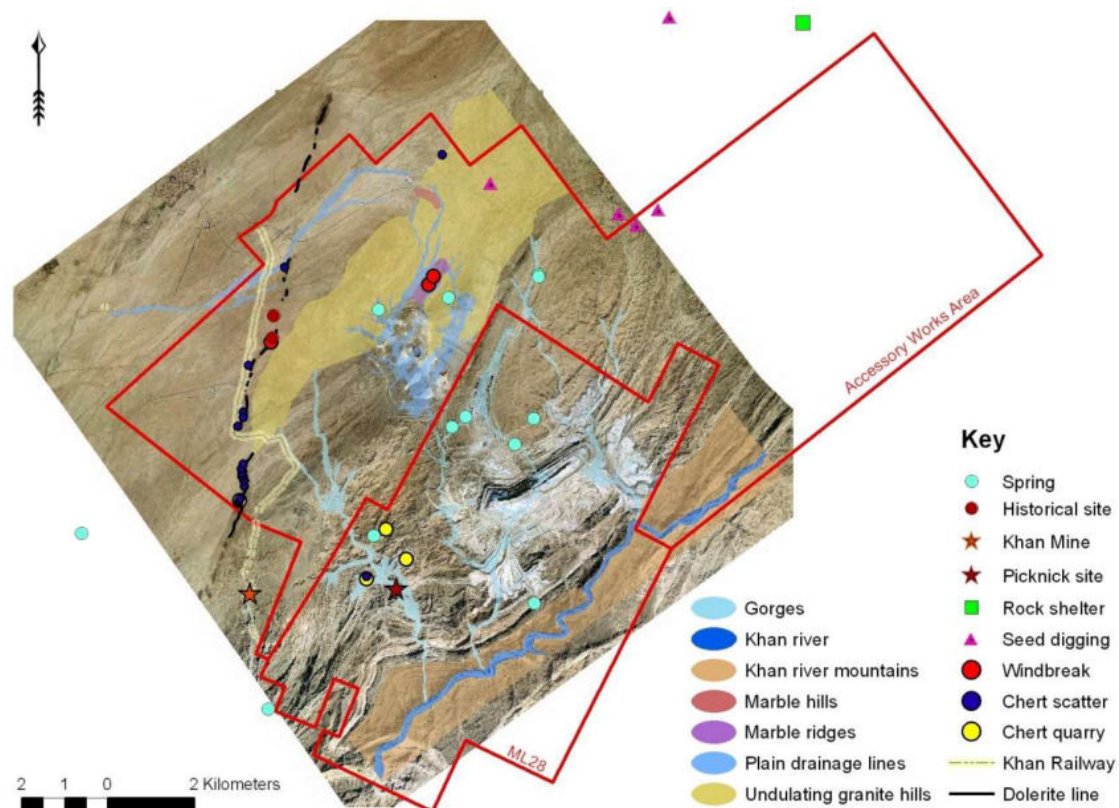 Accessory Works Area
ML28
2 1 0 2 Kilometers
Gorges
Khan river
Khan river mountains
Marble hills
Marble ridges
Plain drainage lines
Undulating granite hills
Key
Spring
Historical site
Khan Mine
Picknick site
Rock shelter
Seed digging
Windbreak
Chert scatter
Chert quarry
Khan Railway
Dolerite line